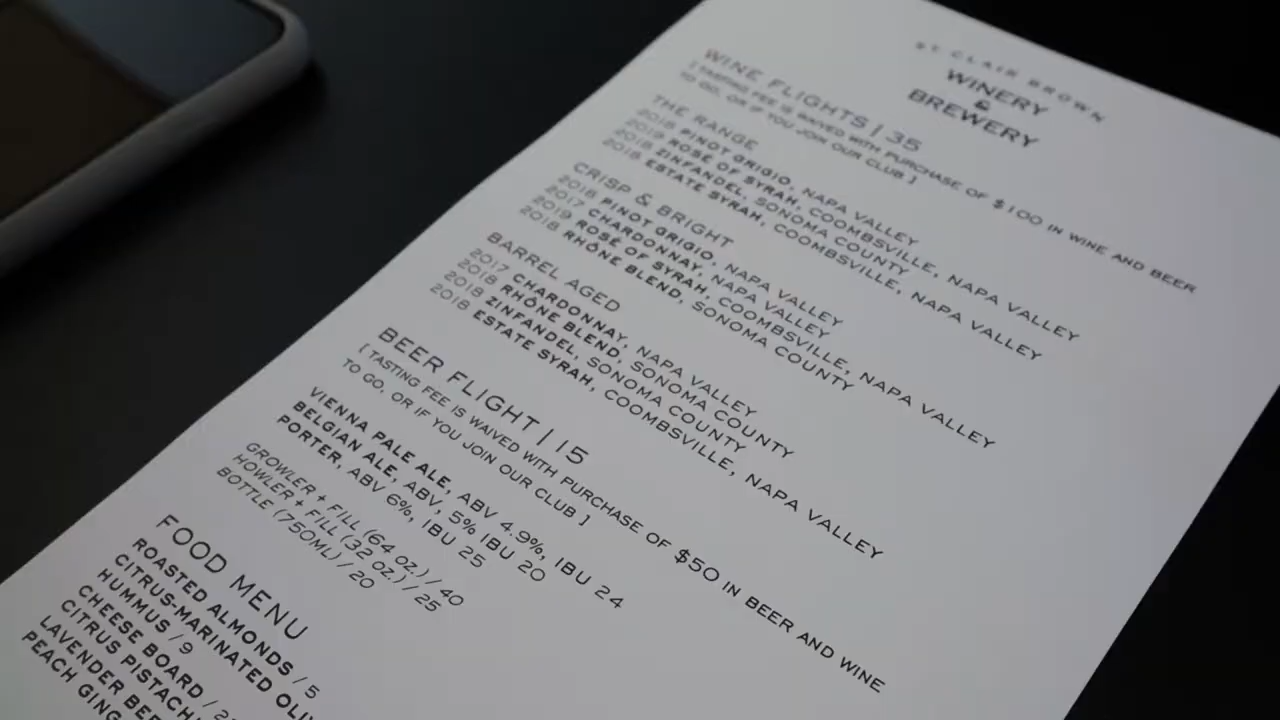 ST. CLAIR BROWN
WINERY
&
BREWERY
WINE FLIGHTS | 35
[ TASTING FEE IS WAIVED WITH PURCHASE OF $100 IN WINE AND BEER
TO GO, OR IF YOU JOIN OUR CLUB ]
THE RANGE
2018 PINOT GRIGIO, NAPA VALLEY
2019 ROSÉ OF SYRAH, COOMBSVILLE, NAPA VALLEY
2018 ZINFANDEL, SONOMA COUNTY
2018 ESTATE SYRAH, COOMBSVILLE, NAPA VALLEY
CRISP & BRIGHT
2018 PINOT GRIGIO, NAPA VALLEY
2017 CHARDONNAY, NAPA VALLEY
2019 ROSÉ OF SYRAH, COOMBSVILLE, NAPA VALLEY
2018 RHÔNE BLEND, SONOMA COUNTY
BARREL AGED
2017 CHARDONNAY, NAPA VALLEY
2018 RHÔNE BLEND, SONOMA COUNTY
2018 ZINFANDEL, SONOMA COUNTY
2018 ESTATE SYRAH, COOMBSVILLE, NAPA VALLEY
BEER FLIGHT | 15
[ TASTING FEE IS WAIVED WITH PURCHASE OF $50 IN BEER AND WINE
TO GO, OR IF YOU JOIN OUR CLUB ]
VIENNA PALE ALE, ABV 4.9%, IBU 24
BELGIAN ALE, ABV, 5% IBU 20
PORTER, ABV 6%, IBU 25
GROWLER + FILL (64 OZ.) / 40
HOWLER + FILL (32 OZ.) / 25
BOTTLE (750ML) / 20
FOOD MENU
ROASTED ALMONDS / 5
CITRUS-MARINATED
HUMMUS / 9
CHEESE BOARD /
CITRUS
LAVENDER
PEACH